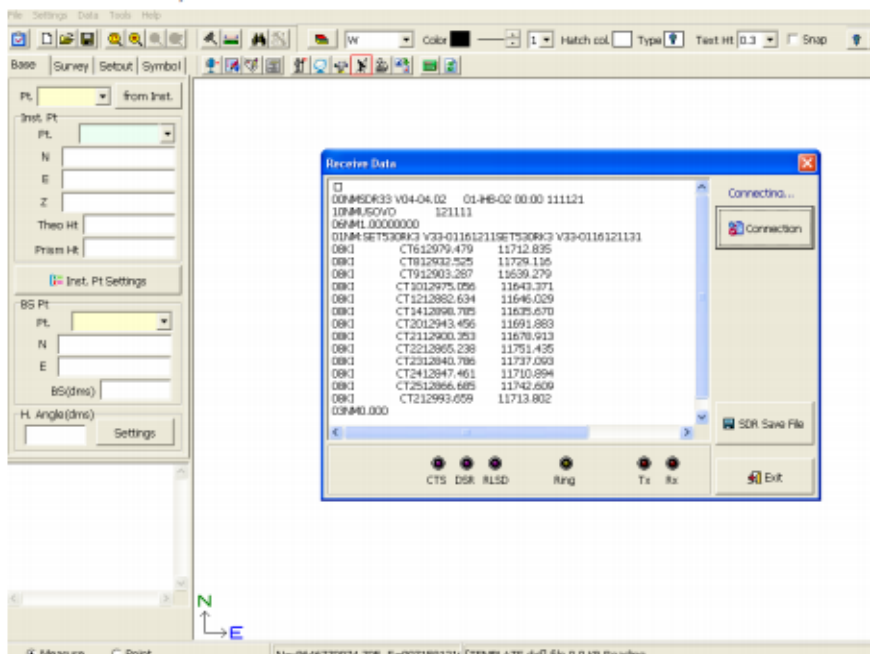 File Settings Data Tools Help
W Color 1 Hatch col. Type Text Ht 0.3 Snap
Base Survey Setout Symbol
Pt. from Inst.
Inst. Pt
Pt.
N
E
Z
Theo Ht
Prism Ht
Inst. Pt Settings
BS Pt
Pt.
N
E
BS(dms)
H. Angle(dms)
Settings
Receive Data
00NMSDR33 V04-04.02 01-ЯНВ-02 00:00 111121
10NMUSOVO 121111
06NM1.00000000
01NM:SET530RK3 V33-01161211SET530RK3 V33-0116121131
08KI CT612979.479 11712.835
08KI CT812932.525 11729.116
08KI CT912903.287 11639.279
08KI CT1012975.056 11643.371
08KI CT1212882.634 11646.029
08KI CT1412898.785 11635.670
08KI CT2012943.456 11691.883
08KI CT2112900.353 11678.913
08KI CT2212865.238 11751.435
08KI CT2312840.786 11737.093
08KI CT2412847.461 11710.894
08KI CT2512866.685 11742.609
08KI CT212993.659 11713.802
03NM0.000
Connecting...
Connection
SDR Save File
CTS DSR RLSD Ring Tx Rx
Exit
N
E
Measure Point